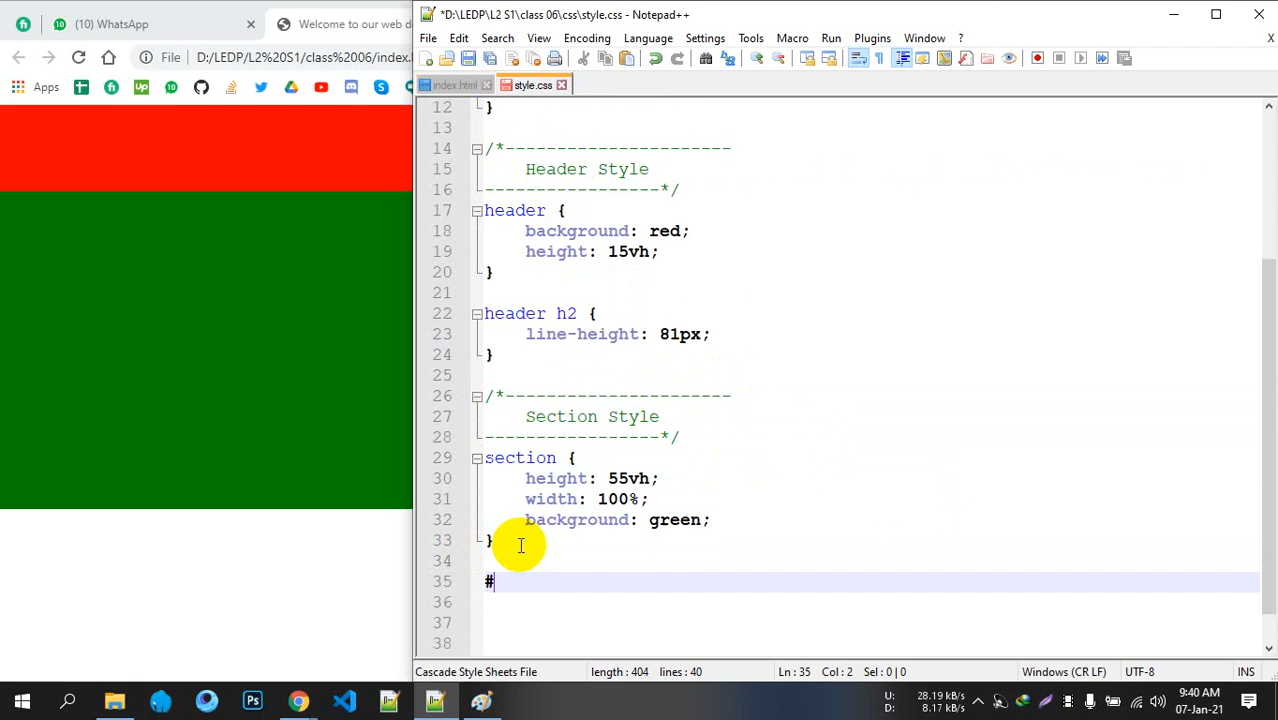 (10) WhatsApp
Welcome to our web d
File
D:/LEDP/L2%20S1/class%2006/index.h
Apps
*D:\LEDP\L2 S1\class 06\css\style.css - Notepad++
File Edit Search View Encoding Language Settings Tools Macro Run Plugins Window ? X
index.html style.css
12 }
13
14 /*----------------------
15 Header Style
16 -----------------*/
17 header {
18 background: red;
19 height: 15vh;
20 }
21
22 header h2 {
23 line-height: 81px;
24 }
25
26 /*----------------------
27 Section Style
28 -----------------*/
29 section {
30 height: 55vh;
31 width: 100%;
32 background: green;
33 }
34
35 #
36
37
38
Cascade Style Sheets File length : 404 lines : 40 Ln : 35 Col : 2 Sel : 0 | 0 Windows (CR LF) UTF-8 INS
U: 28.19 kB/s
D: 8.17 kB/s
9:40 AM
07-Jan-21